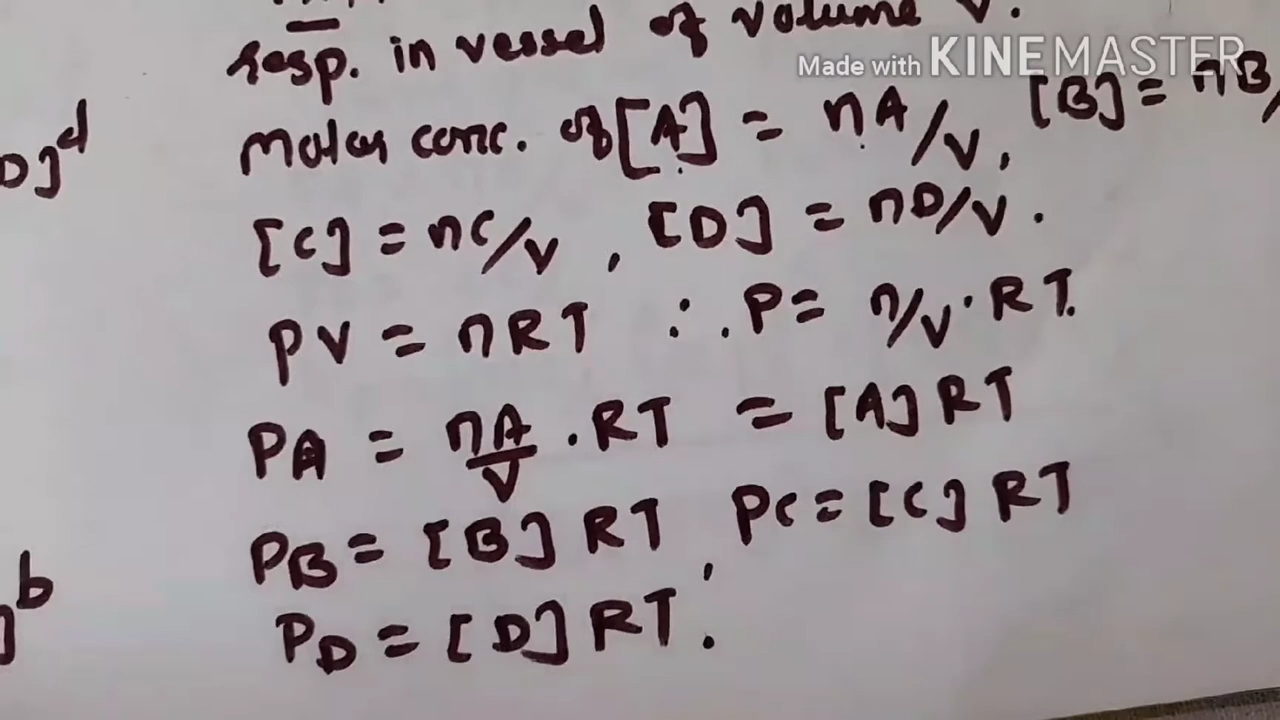 resp. in vessel of volume V.
Made with KINEMASTER
D]^d
Molar conc. of [A] = nA/V, [B] = nB/
[C] = nC/V, [D] = nD/V.
PV = nRT ∴ P = n/V · RT.
PA = nA/V · RT = [A] RT
PB = [B] RT, PC = [C] RT
]^b
PD = [D] RT.